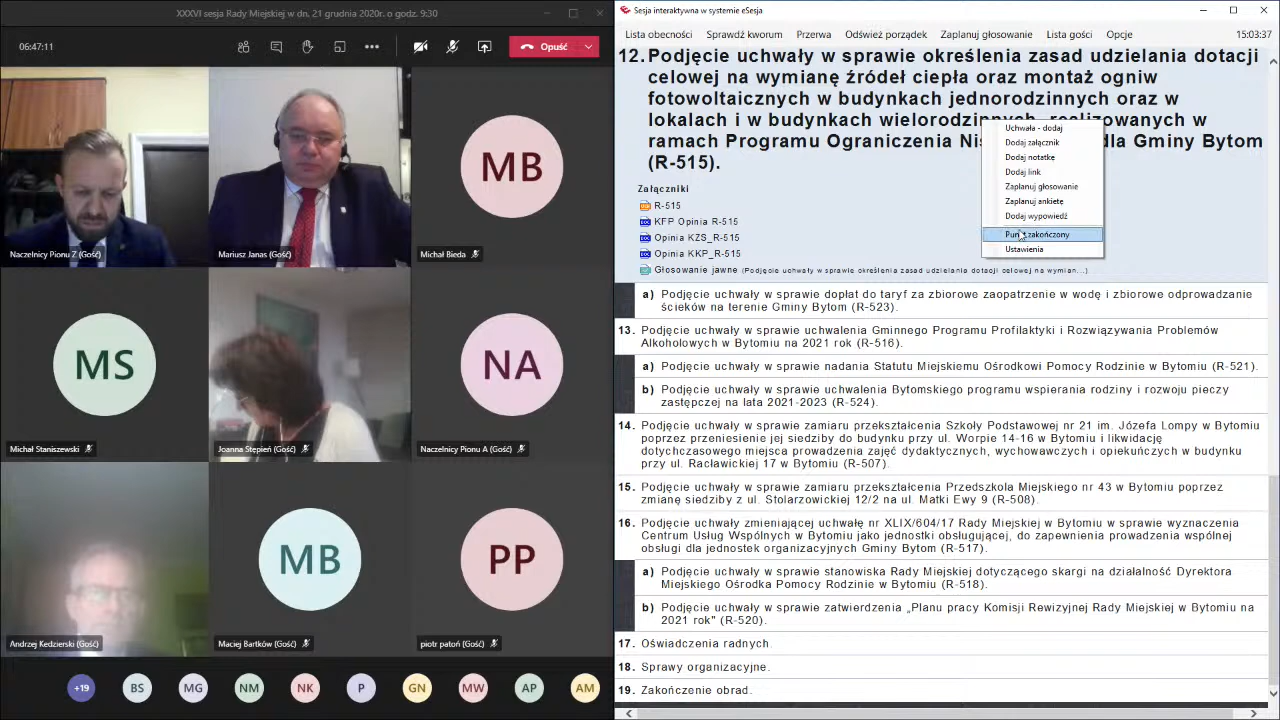 XXXVI sesja Rady Miejskiej w dn. 21 grudnia 2020r. o godz. 9:30
06:47:11
Opuść
Naczelnicy Pionu Z (Gość)
Mariusz Janas (Gość)
MB
Michał Bieda
MS
Michał Staniszewski
Joanna Stępień (Gość)
NA
Naczelnicy Pionu A (Gość)
Andrzej Kedzierski (Gość)
MB
Maciej Bartków (Gość)
PP
piotr patoń (Gość)
+19
BS
MG
NM
NK
P
GN
MW
AP
AM
Sesja interaktywna w systemie eSesja
Lista obecności
Sprawdź kworum
Przerwa
Odśwież porządek
Zaplanuj głosowanie
Lista gości
Opcje
15:03:37
12. Podjęcie uchwały w sprawie określenia zasad udzielania dotacji
celowej na wymianę źródeł ciepła oraz montaż ogniw
fotowoltaicznych w budynkach jednorodzinnych oraz w
lokalach i w budynkach wielorodzinnych, realizowanych w
ramach Programu Ograniczenia Nis dla Gminy Bytom
(R-515).
Uchwała - dodaj
Dodaj załącznik
Dodaj notatkę
Dodaj link
Zaplanuj głosowanie
Zaplanuj ankietę
Dodaj wypowiedź
Punkt zakończony
Ustawienia
Załączniki
R-515
KFP Opinia R-515
Opinia KZS_R-515
Opinia KKP_R-515
Głosowanie jawne (Podjęcie uchwały w sprawie określenia zasad udzielania dotacji celowej na wymian...)
a) Podjęcie uchwały w sprawie dopłat do taryf za zbiorowe zaopatrzenie w wodę i zbiorowe odprowadzanie
ścieków na terenie Gminy Bytom (R-523).
13. Podjęcie uchwały w sprawie uchwalenia Gminnego Programu Profilaktyki i Rozwiązywania Problemów
Alkoholowych w Bytomiu na 2021 rok (R-516).
a) Podjęcie uchwały w sprawie nadania Statutu Miejskiemu Ośrodkowi Pomocy Rodzinie w Bytomiu (R-521).
b) Podjęcie uchwały w sprawie uchwalenia Bytomskiego programu wspierania rodziny i rozwoju pieczy
zastępczej na lata 2021-2023 (R-524).
14. Podjęcie uchwały w sprawie zamiaru przekształcenia Szkoły Podstawowej nr 21 im. Józefa Lompy w Bytomiu
poprzez przeniesienie jej siedziby do budynku przy ul. Worpie 14-16 w Bytomiu i likwidację
dotychczasowego miejsca prowadzenia zajęć dydaktycznych, wychowawczych i opiekuńczych w budynku
przy ul. Racławickiej 17 w Bytomiu (R-507).
15. Podjęcie uchwały w sprawie zamiaru przekształcenia Przedszkola Miejskiego nr 43 w Bytomiu poprzez
zmianę siedziby z ul. Stolarzowickiej 12/2 na ul. Matki Ewy 9 (R-508).
16. Podjęcie uchwały zmieniającej uchwałę nr XLIX/604/17 Rady Miejskiej w Bytomiu w sprawie wyznaczenia
Centrum Usług Wspólnych w Bytomiu jako jednostki obsługującej, do zapewnienia prowadzenia wspólnej
obsługi dla jednostek organizacyjnych Gminy Bytom (R-517).
a) Podjęcie uchwały w sprawie stanowiska Rady Miejskiej dotyczącego skargi na działalność Dyrektora
Miejskiego Ośrodka Pomocy Rodzinie w Bytomiu (R-518).
b) Podjęcie uchwały w sprawie zatwierdzenia „Planu pracy Komisji Rewizyjnej Rady Miejskiej w Bytomiu na
2021 rok" (R-520).
17. Oświadczenia radnych.
18. Sprawy organizacyjne.
19. Zakończenie obrad.